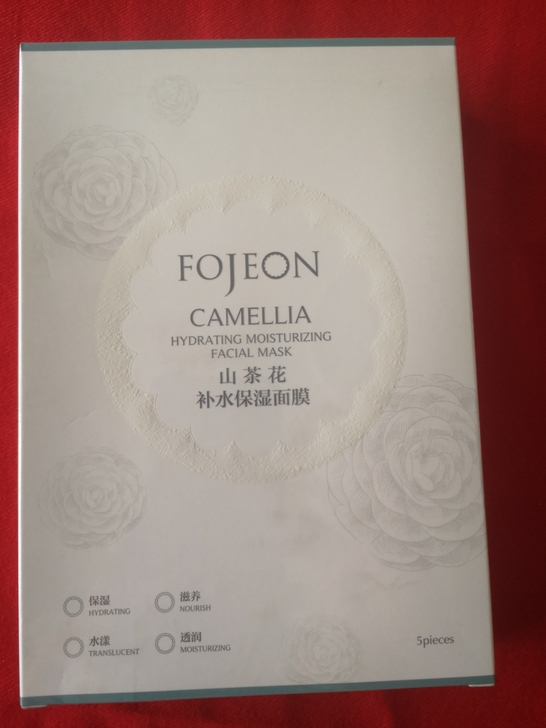 FOJEON
CAMELLIA
HYDRATING MOISTURIZING
FACIAL MASK
山茶花
补水保湿面膜
保湿
HYDRATING
滋养
NOURISH
水漾
TRANSLUCENT
透润
MOISTURIZING
5pieces